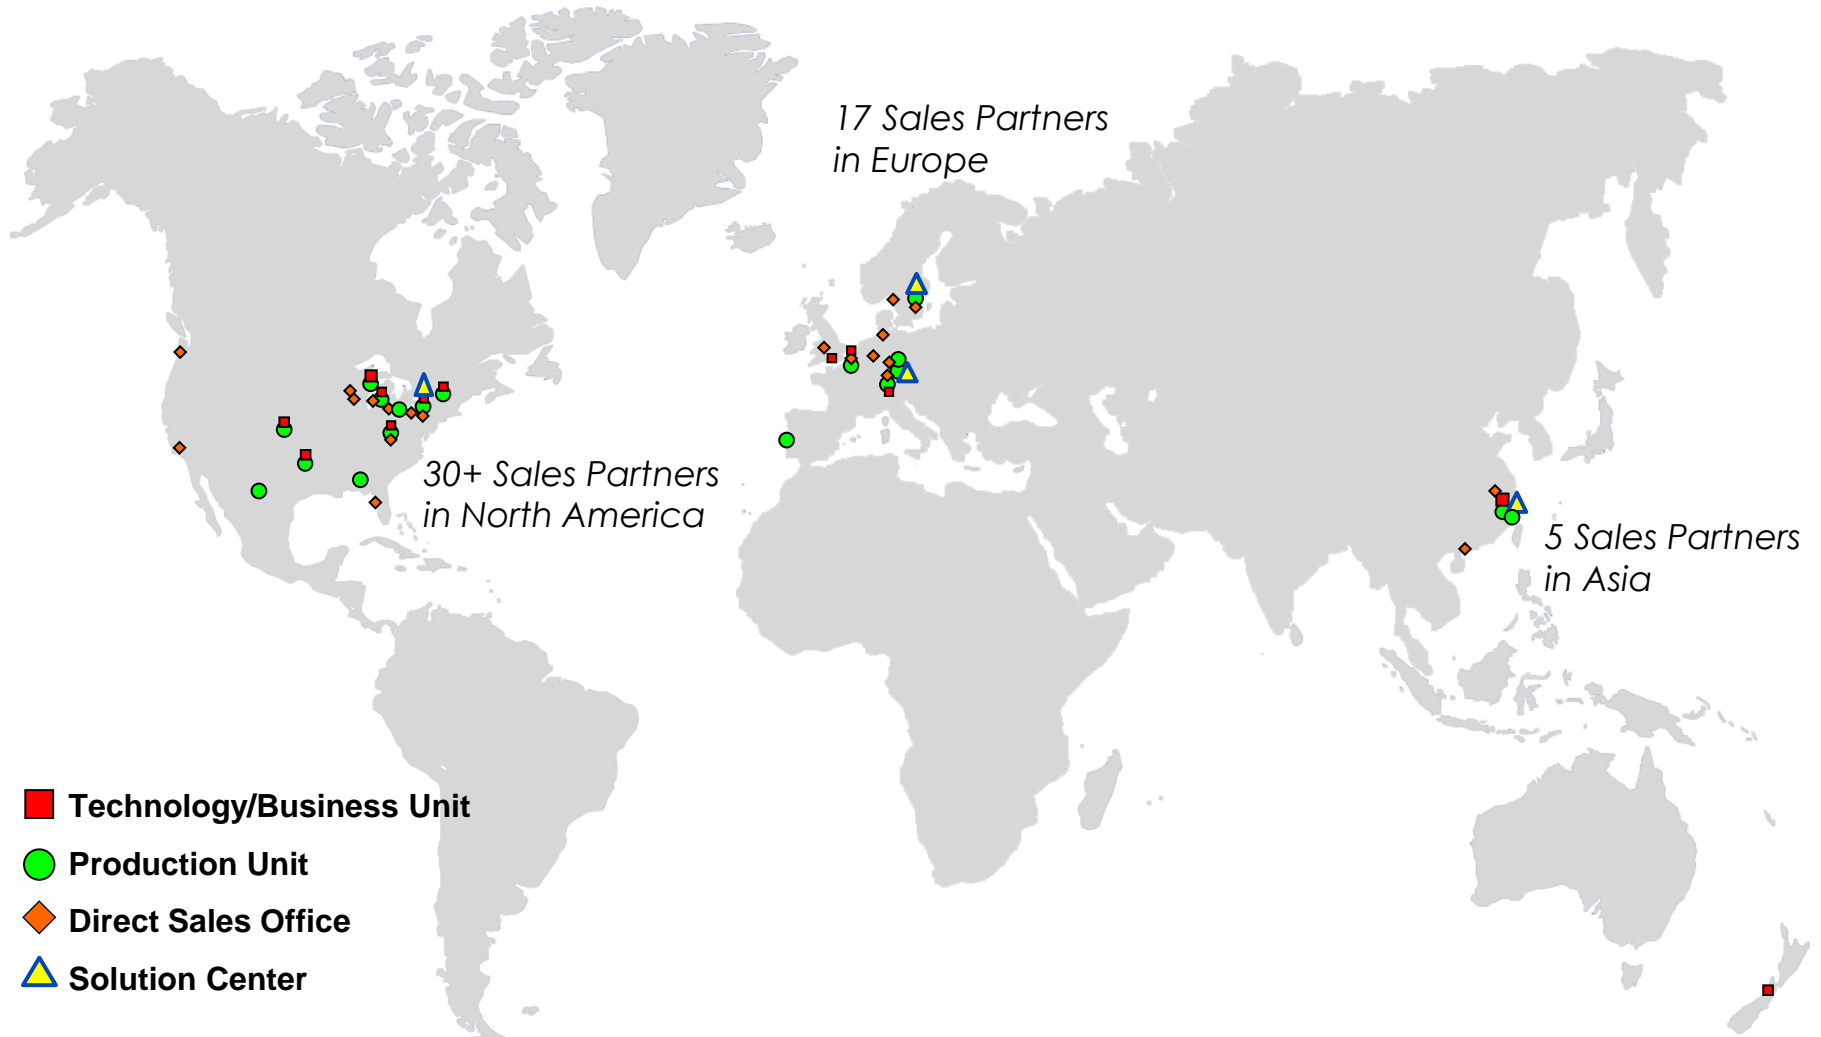 17 Sales Partners
in Europe
30+ Sales Partners
in North America
5 Sales Partners
in Asia
Technology/Business Unit
Production Unit
Direct Sales Office
Solution Center